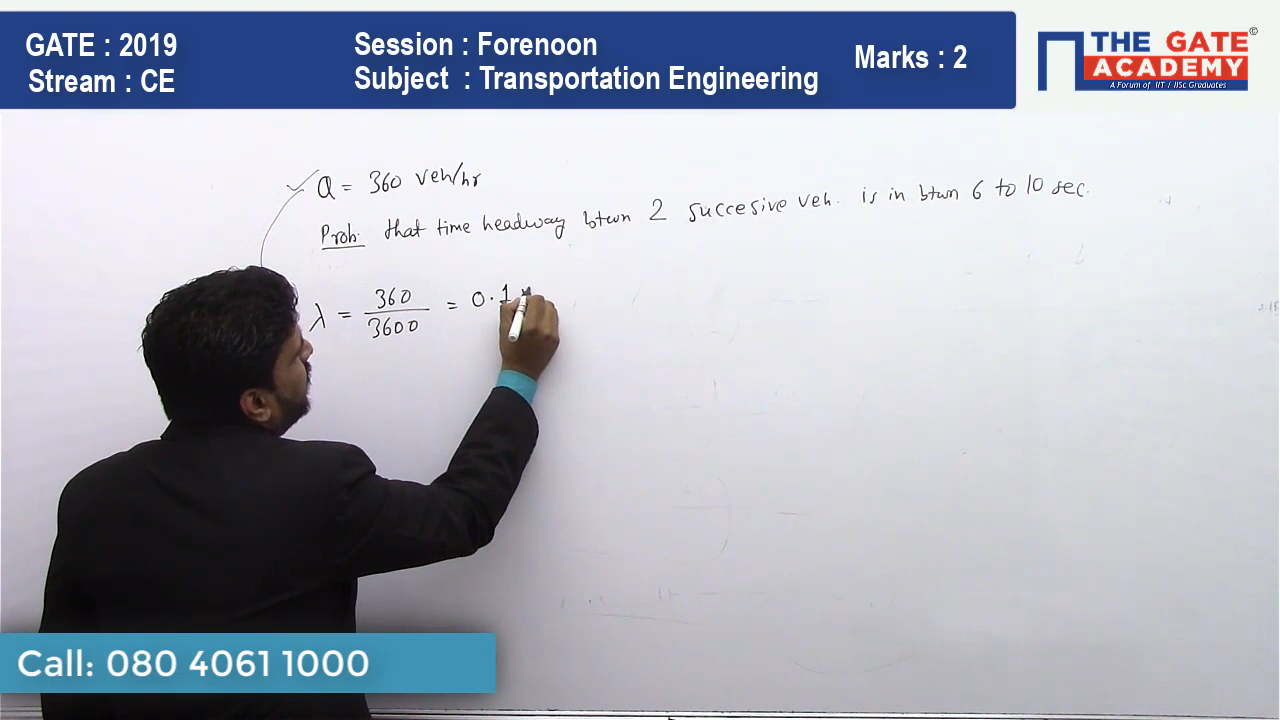 GATE : 2019
Stream : CE
Session : Forenoon
Subject : Transportation Engineering
Marks : 2
THE GATE
ACADEMY
©
A Forum of IIT / IISc Graduates
Q = 360 veh/hr
Prob. that time headway btwn 2 succesive veh. is in btwn 6 to 10 sec.
λ = 360/3600 = 0.1
Call: 080 4061 1000